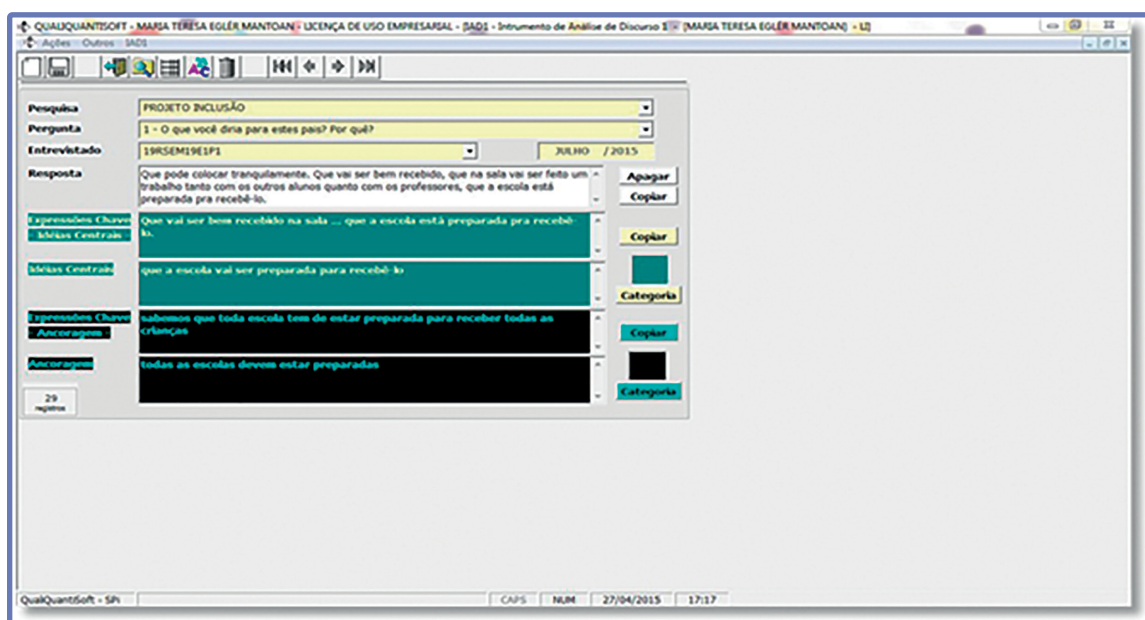 QUALIQUANTISOFT - MARIA TERESA EGLÉR MANTOAN - LICENÇA DE USO EMPRESARIAL - [IAD1 - Intrumento de Análise de Discurso 1 - [MARIA TERESA EGLÉR MANTOAN] - LI]
Ações Outros IAD1
Pesquisa PROJETO INCLUSÃO
Pergunta 1 - O que você diria para estes pais? Por quê?
Entrevistado 19RSEM19E1P1 JULHO /2015
Resposta Que pode colocar tranquilamente. Que vai ser bem recebido, que na sala vai ser feito um Apagar
trabalho tanto com os outros alunos quanto com os professores, que a escola está
preparada pra recebê-lo. Copiar
Expressões Chave Que vai ser bem recebido na sala ... que a escola está preparada pra recebê-
- Idéias Centrais - lo. Copiar
Idéias Centrais que a escola vai ser preparada para recebê-lo
Categoria
Expressões Chave sabemos que toda escola tem de estar preparada para receber todas as
- Ancoragem - crianças Copiar
Ancoragem todas as escolas devem estar preparadas
Categoria
29
registros
QualiQuantiSoft - SPi CAPS NUM 27/04/2015 17:17